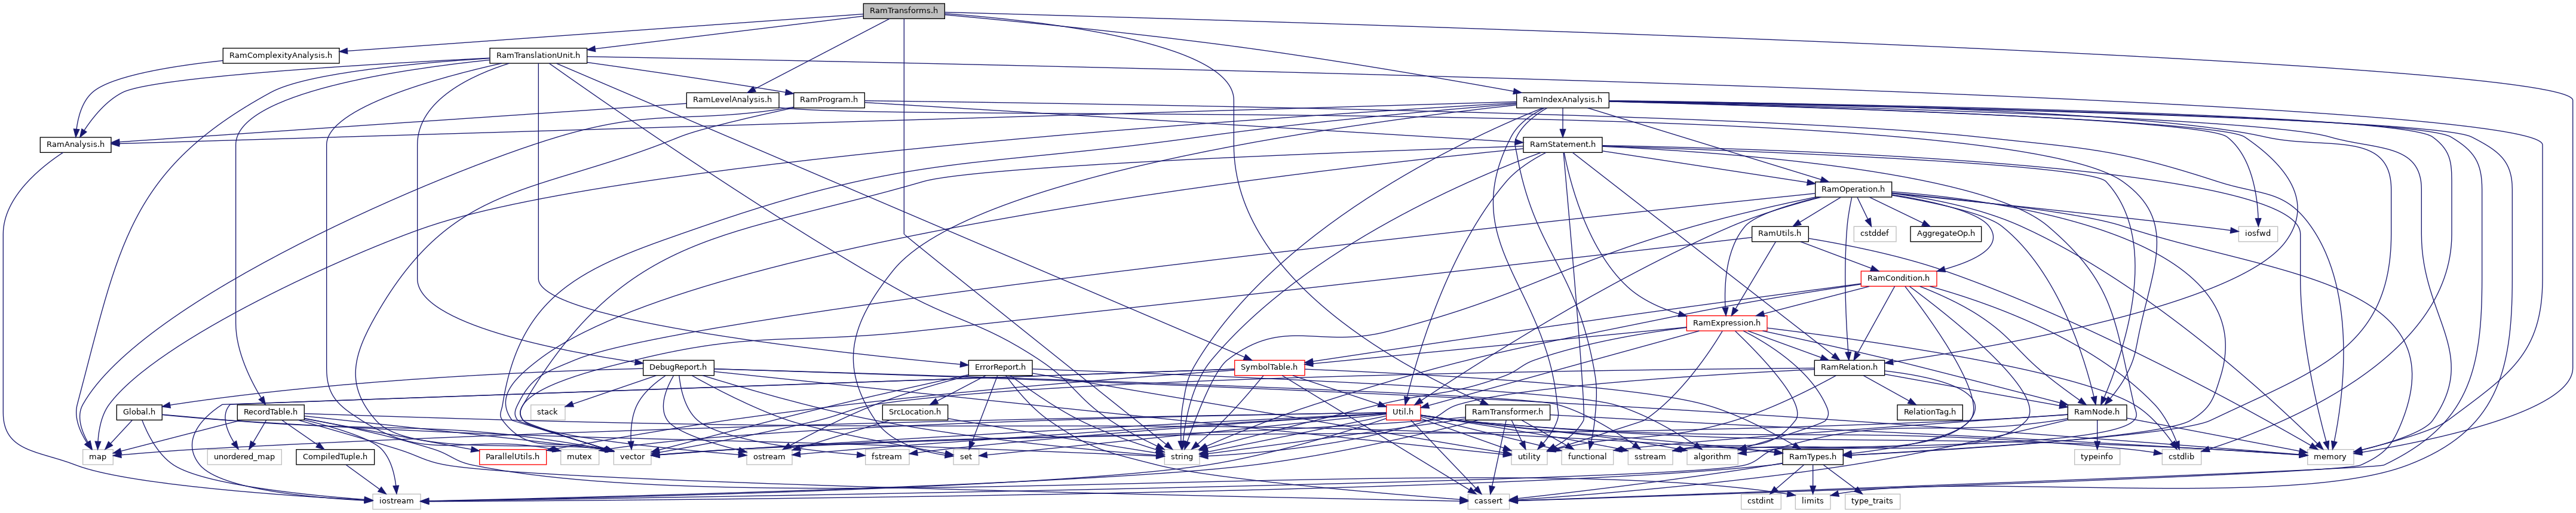 RamTransforms.h
RamComplexityAnalysis.h
RamTranslationUnit.h
RamLevelAnalysis.h
RamProgram.h
RamIndexAnalysis.h
RamAnalysis.h
RamStatement.h
RamOperation.h
RamUtils.h
cstddef
AggregateOp.h
iosfwd
RamCondition.h
RamExpression.h
DebugReport.h
ErrorReport.h
SymbolTable.h
RamRelation.h
stack
Global.h
RecordTable.h
SrcLocation.h
Util.h
RamTransformer.h
RelationTag.h
RamNode.h
map
unordered_map
CompiledTuple.h
ParallelUtils.h
mutex
vector
ostream
fstream
set
string
utility
functional
sstream
algorithm
RamTypes.h
typeinfo
cstdlib
memory
iostream
cassert
cstdint
limits
type_traits